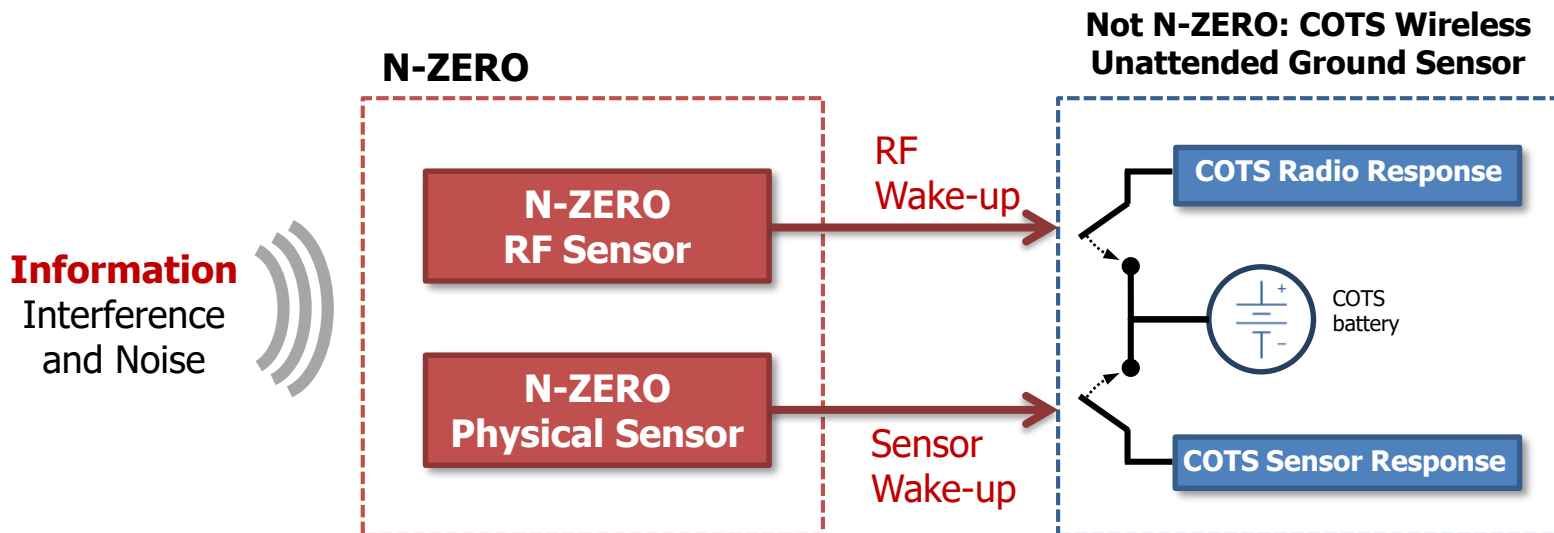 N-ZERO
Not N-ZERO: COTS Wireless
Unattended Ground Sensor
Information
Interference
and Noise
N-ZERO
RF Sensor
N-ZERO
Physical Sensor
RF
Wake-up
Sensor
Wake-up
COTS Radio Response
+
−
COTS
battery
COTS Sensor Response